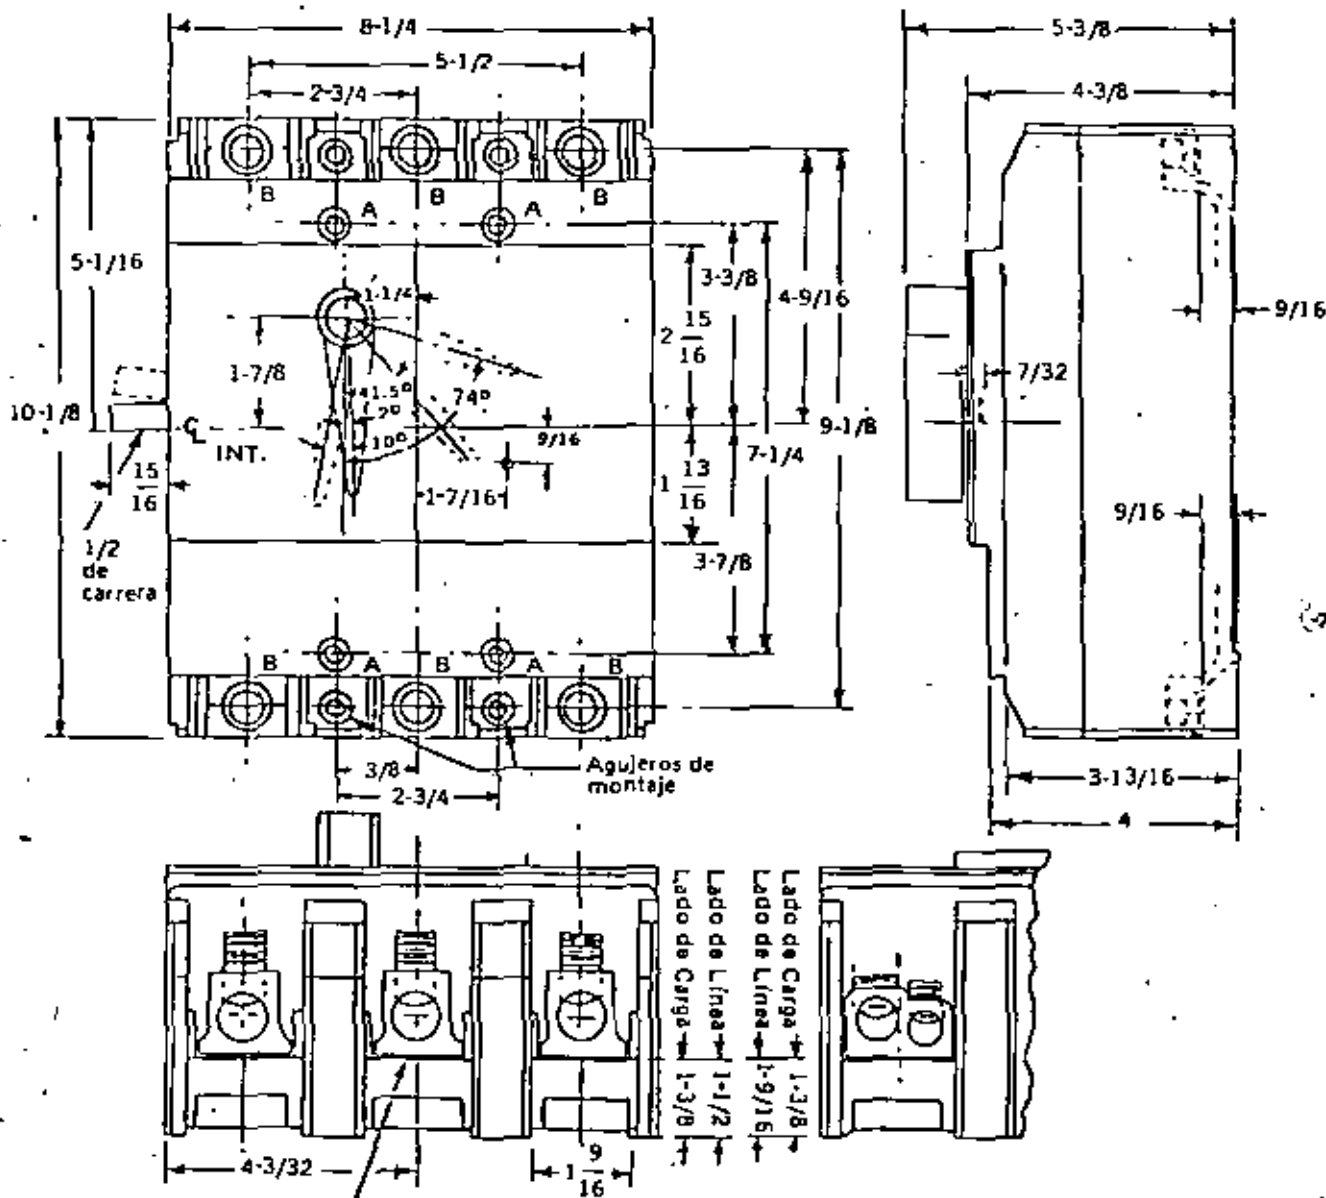 8-1/4
5-1/2
2-3/4
5-3/8
4-3/8
B
A
B
A
B
5-1/16
1-1/4
3-3/8
4-9/16
2 15/16
9/16
1-7/8
41.5°
74°
7/32
10-1/8
2°
C L
INT.
10°
9/16
9-1/8
7-1/4
15/16
1-7/16
1 13/16
9/16
1/2
de
carrera
3-7/8
B
A
B
A
B
3/8
2-3/4
Agujeros de
montaje
3-13/16
4
Lado de Carga 1-3/8
Lado de Línea 1-1/2
Lado de Línea 1-9/16
Lado de Carga 1-3/8
4-3/32
1 9/16